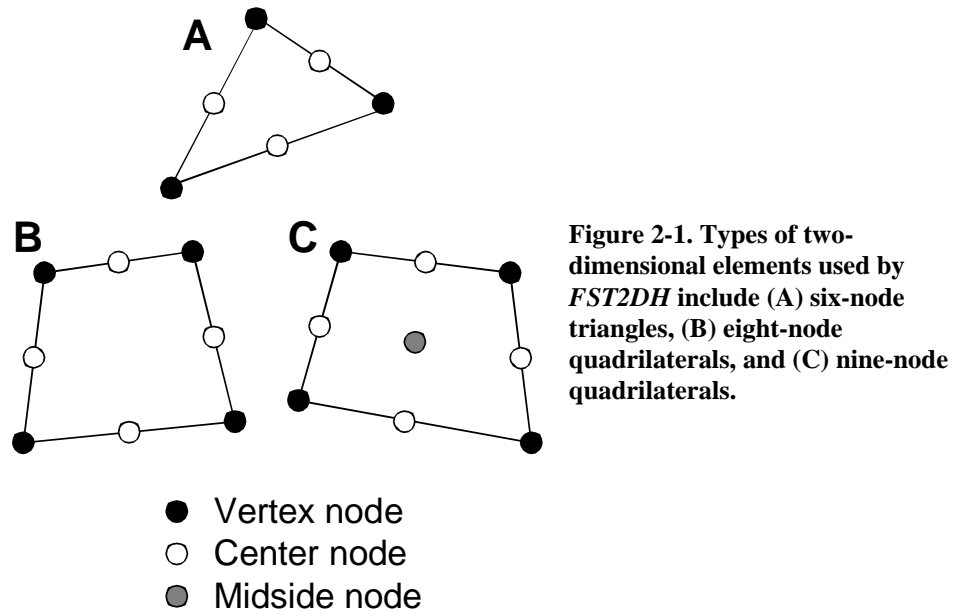 A
B
C
Figure 2-1. Types of two-
dimensional elements used by
FST2DH include (A) six-node
triangles, (B) eight-node
quadrilaterals, and (C) nine-node
quadrilaterals.
Vertex node
Center node
Midside node